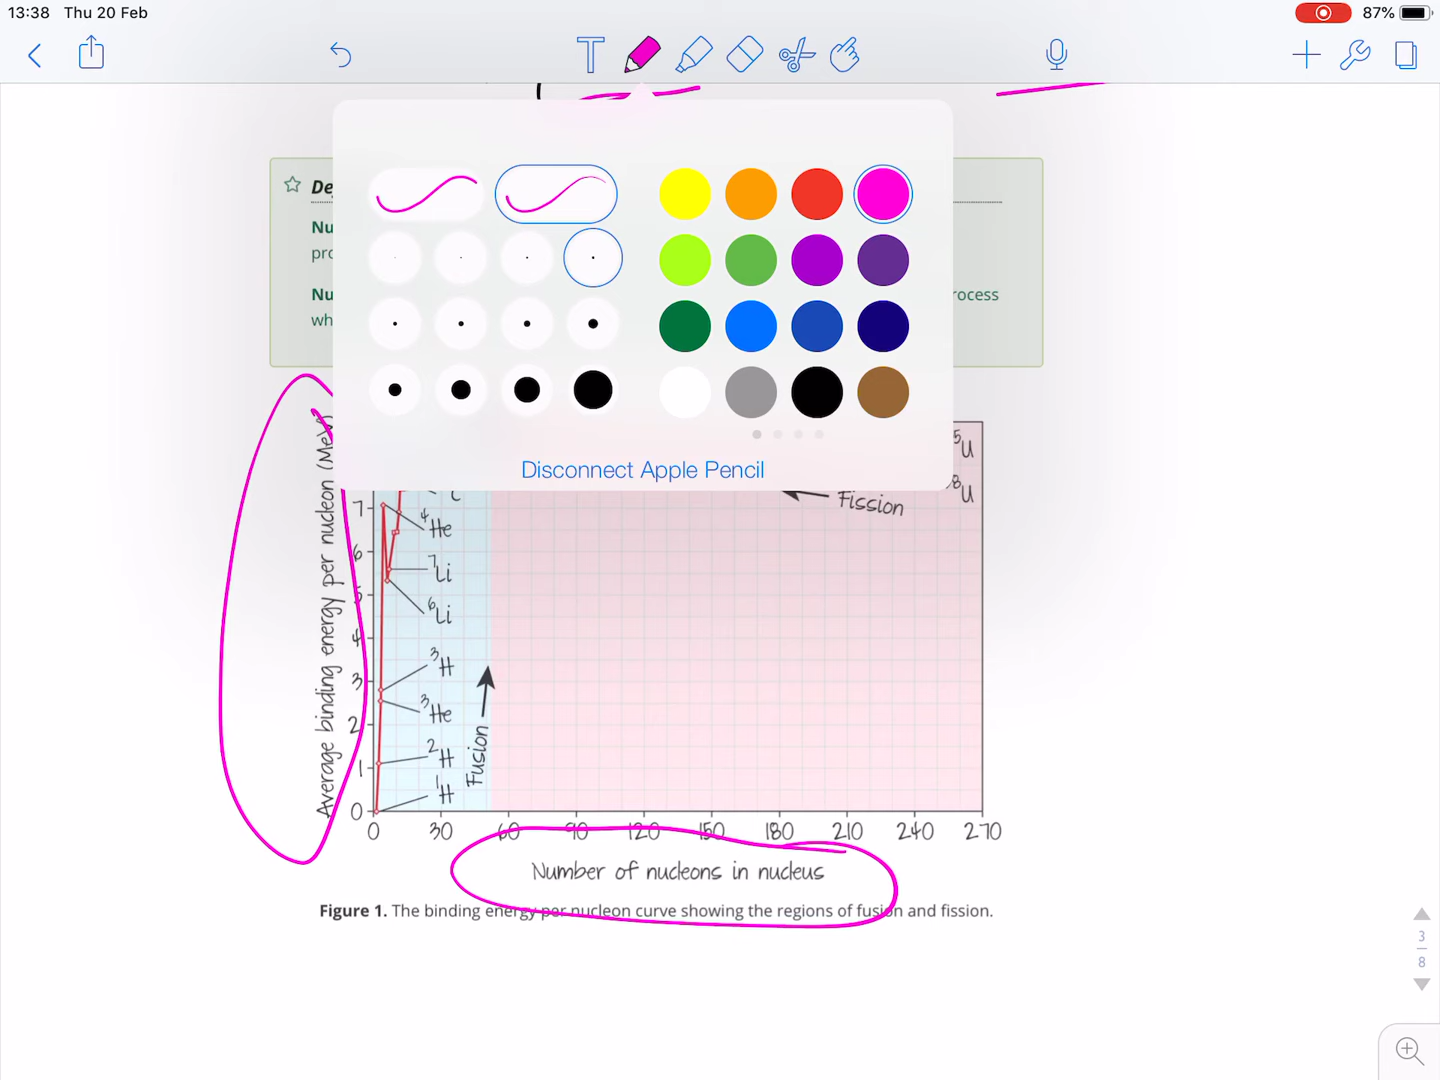 13:38 Thu 20 Feb
87%
T
De
Nu
pro
Nu
rocess
wh
Disconnect Apple Pencil
5U
8U
Fission
Average binding energy per nucleon (MeV)
7
6
5
4
3
2
1
0
4He
7Li
6Li
3H
3He
2H
1H
Fusion
0 30 60 90 120 150 180 210 240 270
Number of nucleons in nucleus
Figure 1. The binding energy per nucleon curve showing the regions of fusion and fission.
3
8